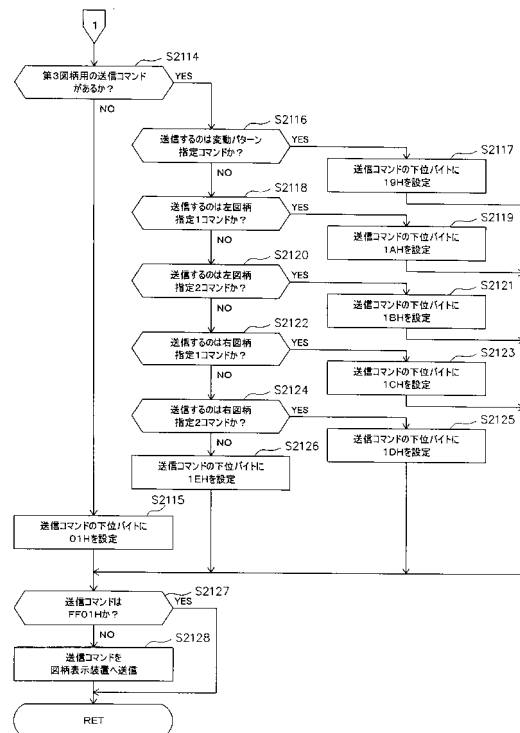 1
S2114
第3図柄用の送信コマンド
があるか?
YES
NO
S2116
送信するのは変動パターン
指定コマンドか?
YES
NO
S2117
送信コマンドの下位バイトに
19Hを設定
S2118
送信するのは左図柄
指定1コマンドか?
YES
NO
S2119
送信コマンドの下位バイトに
1AHを設定
S2120
送信するのは左図柄
指定2コマンドか?
YES
NO
S2121
送信コマンドの下位バイトに
1BHを設定
S2122
送信するのは右図柄
指定1コマンドか?
YES
NO
S2123
送信コマンドの下位バイトに
1CHを設定
S2124
送信するのは右図柄
指定2コマンドか?
YES
NO
S2125
送信コマンドの下位バイトに
1DHを設定
S2126
送信コマンドの下位バイトに
1EHを設定
S2115
送信コマンドの下位バイトに
01Hを設定
S2127
送信コマンドは
FF01Hか?
YES
NO
S2128
送信コマンドを
図柄表示装置へ送信
RET